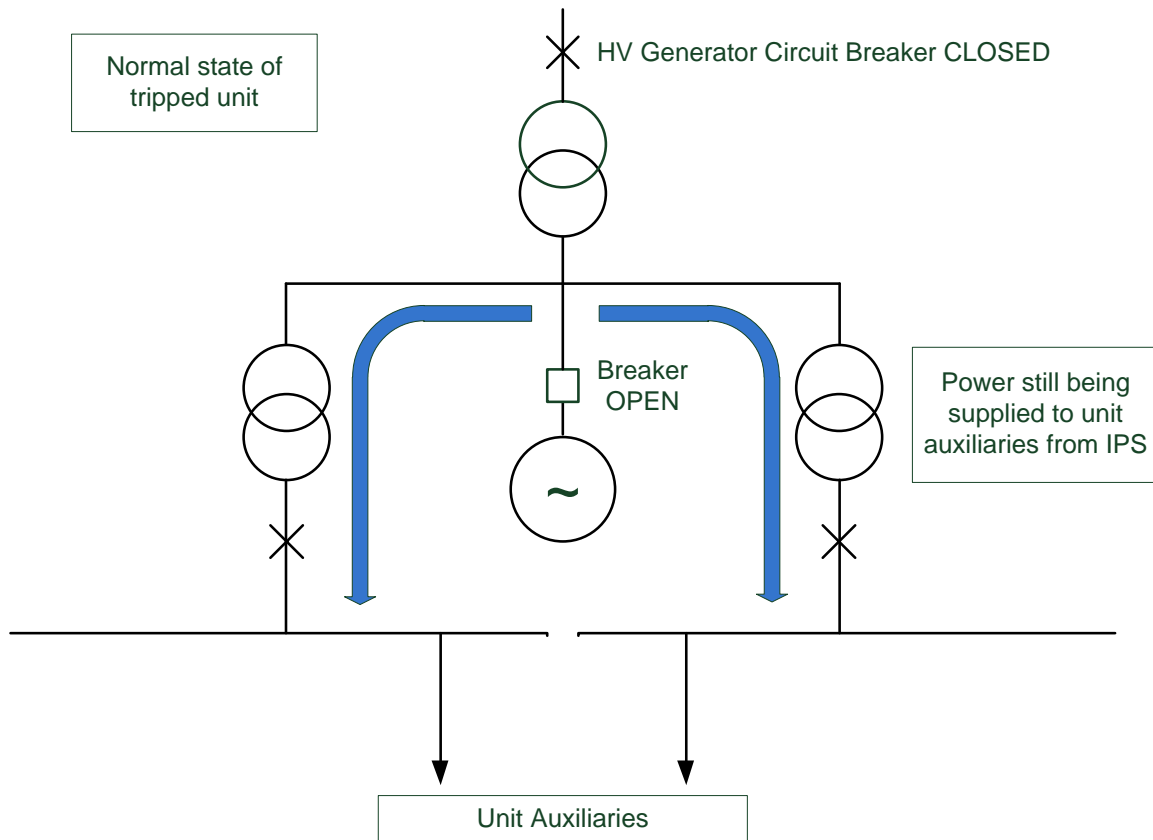 Normal state of
tripped unit
HV Generator Circuit Breaker CLOSED
Breaker
OPEN
Power still being
supplied to unit
auxiliaries from IPS
~
Unit Auxiliaries